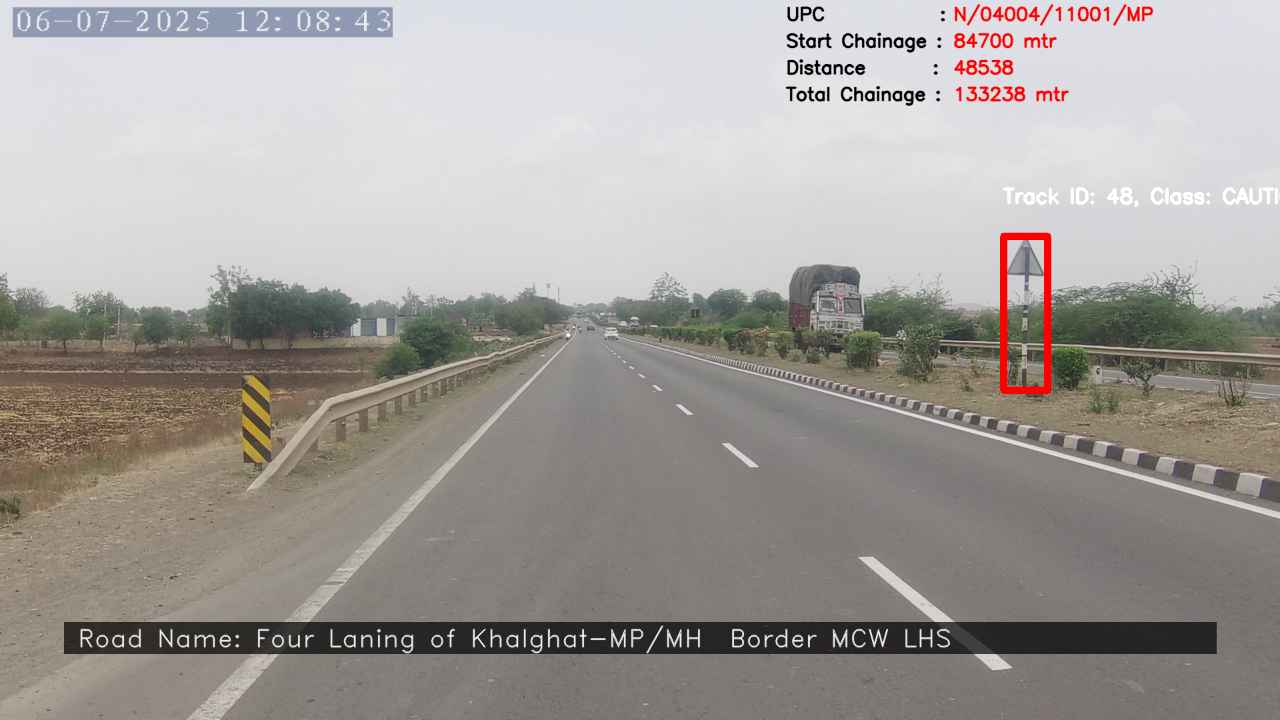 06-07-2025 12:08:43
UPC : N/04004/11001/MP
Start Chainage : 84700 mtr
Distance : 48538
Total Chainage : 133238 mtr
Track ID: 48, Class: CAUTI
Road Name: Four Laning of Khalghat-MP/MH Border MCW LHS